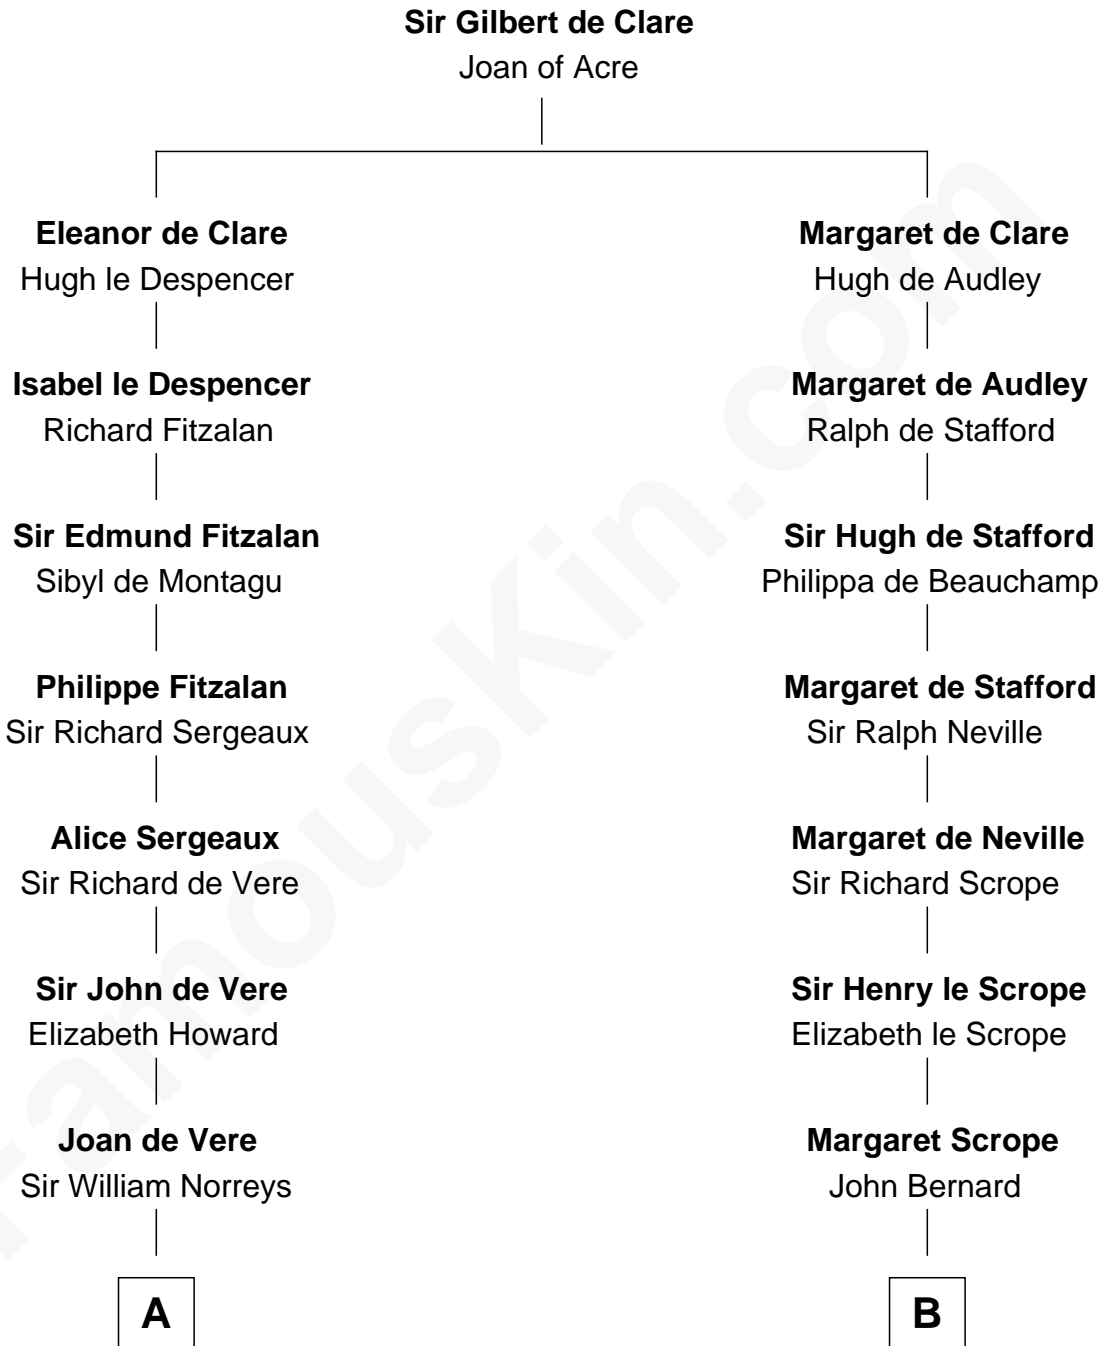 Sir Gilbert de Clare
Joan of Acre
Eleanor de Clare
Hugh le Despencer
Margaret de Clare
Hugh de Audley
Isabel le Despencer
Richard Fitzalan
Margaret de Audley
Ralph de Stafford
Sir Edmund Fitzalan
Sibyl de Montagu
Sir Hugh de Stafford
Philippa de Beauchamp
Philippe Fitzalan
Sir Richard Sergeaux
Margaret de Stafford
Sir Ralph Neville
Alice Sergeaux
Sir Richard de Vere
Margaret de Neville
Sir Richard Scrope
Sir John de Vere
Elizabeth Howard
Sir Henry le Scrope
Elizabeth le Scrope
Joan de Vere
Sir William Norreys
Margaret Scrope
John Bernard
A
B
FamousKin.com